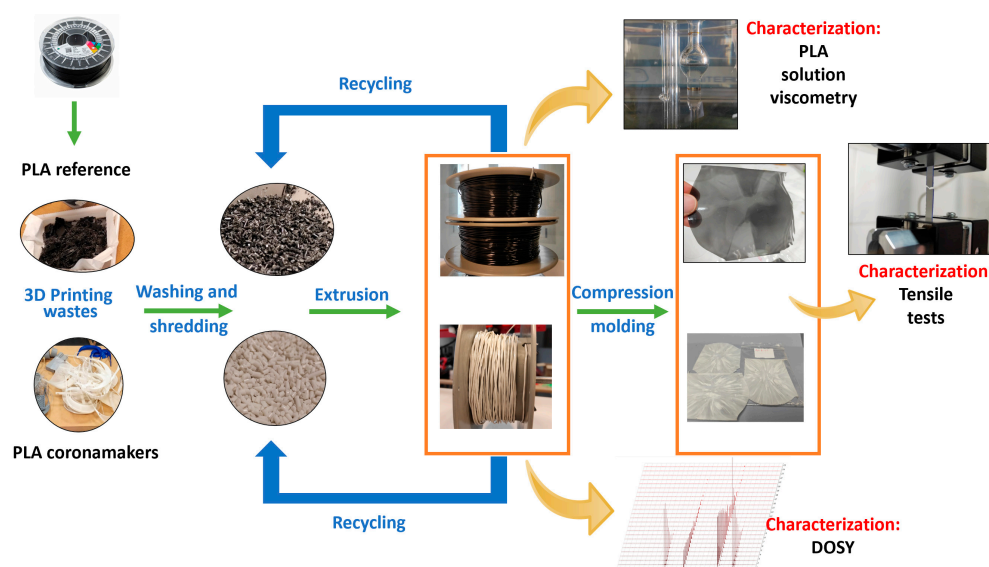 Characterization:
PLA
solution
viscometry
Recycling
PLA reference
3D Printing
wastes
Washing and
shredding
Extrusion
Compression
molding
Characterization
Tensile
tests
PLA coronamakers
Recycling
Characterization:
DOSY